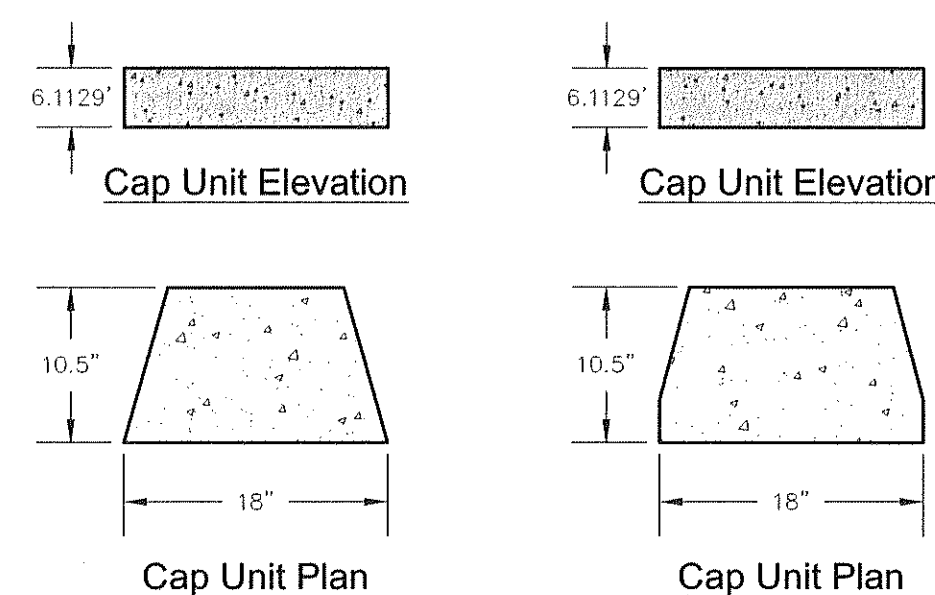 6.1129'
6.1129'
Cap Unit Elevation
Cap Unit Elevation
10.5"
10.5"
18"
18"
Cap Unit Plan
Cap Unit Plan